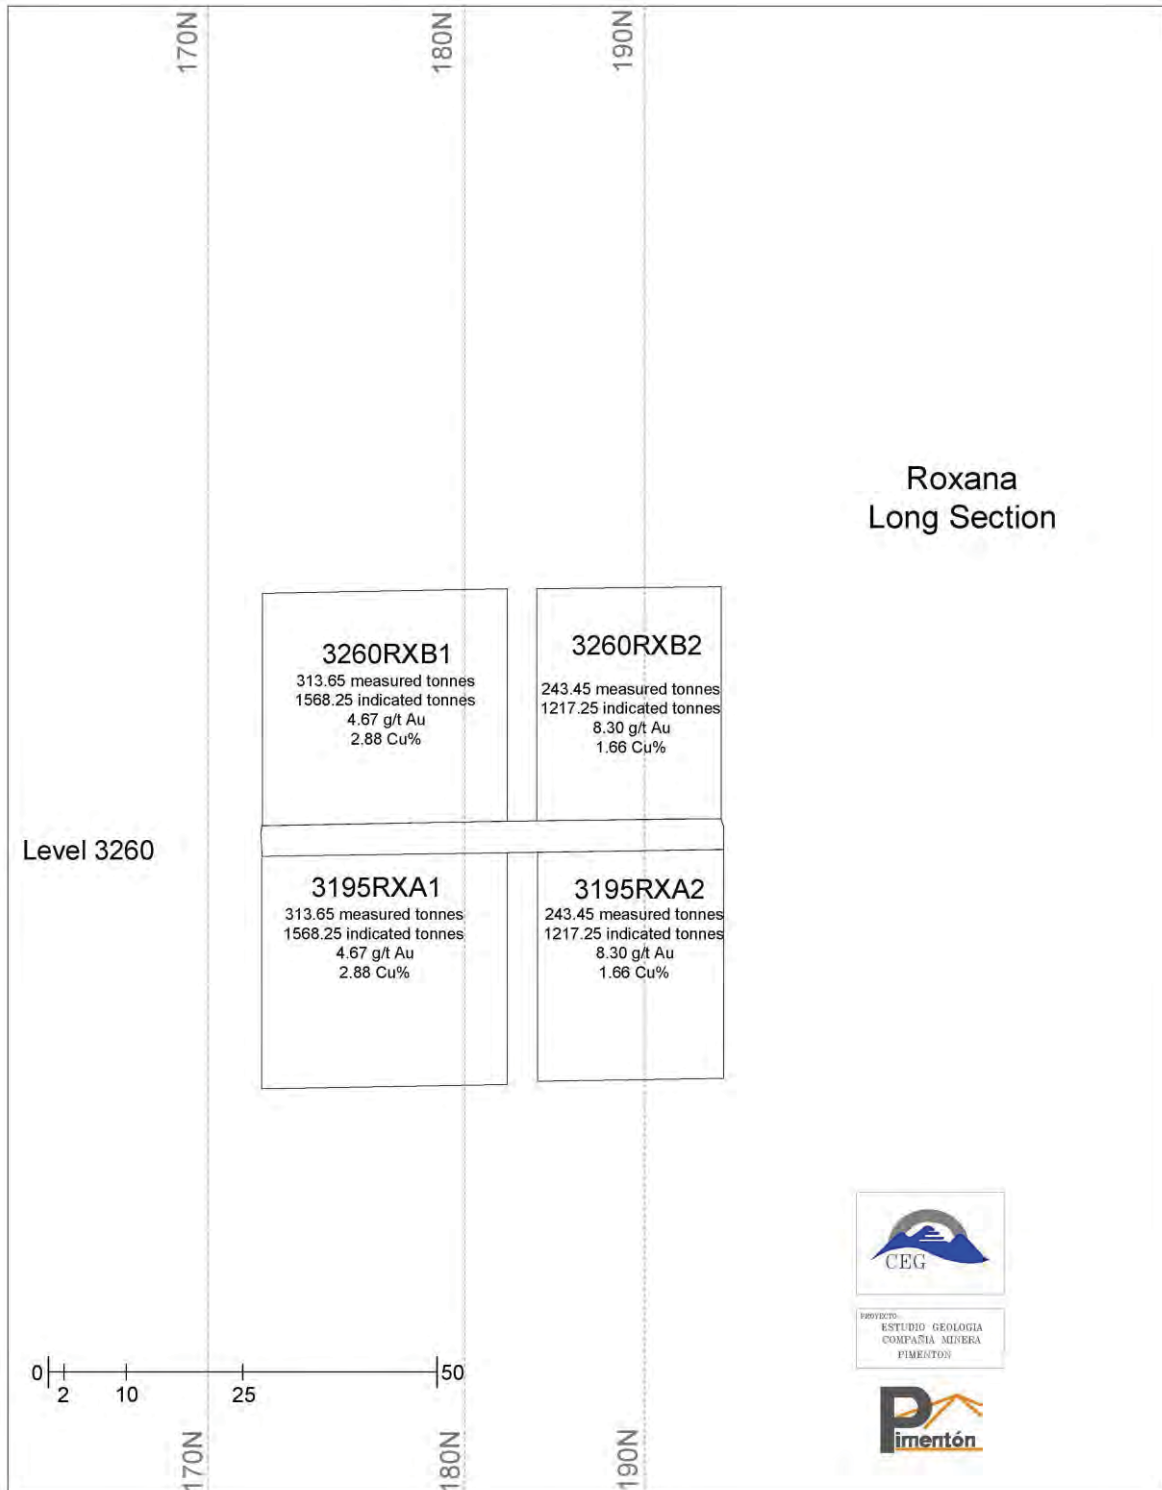 170N
180N
190N
Roxana
Long Section
3260RXB1
313.65 measured tonnes
1568.25 indicated tonnes
4.67 g/t Au
2.88 Cu%
3260RXB2
243.45 measured tonnes
1217.25 indicated tonnes
8.30 g/t Au
1.66 Cu%
Level 3260
3195RXA1
313.65 measured tonnes
1568.25 indicated tonnes
4.67 g/t Au
2.88 Cu%
3195RXA2
243.45 measured tonnes
1217.25 indicated tonnes
8.30 g/t Au
1.66 Cu%
CEG
PROYECTO:
ESTUDIO GEOLOGIA
COMPAÑIA MINERA
PIMENTON
0
50
2
10
25
Pimentón
170N
180N
190N